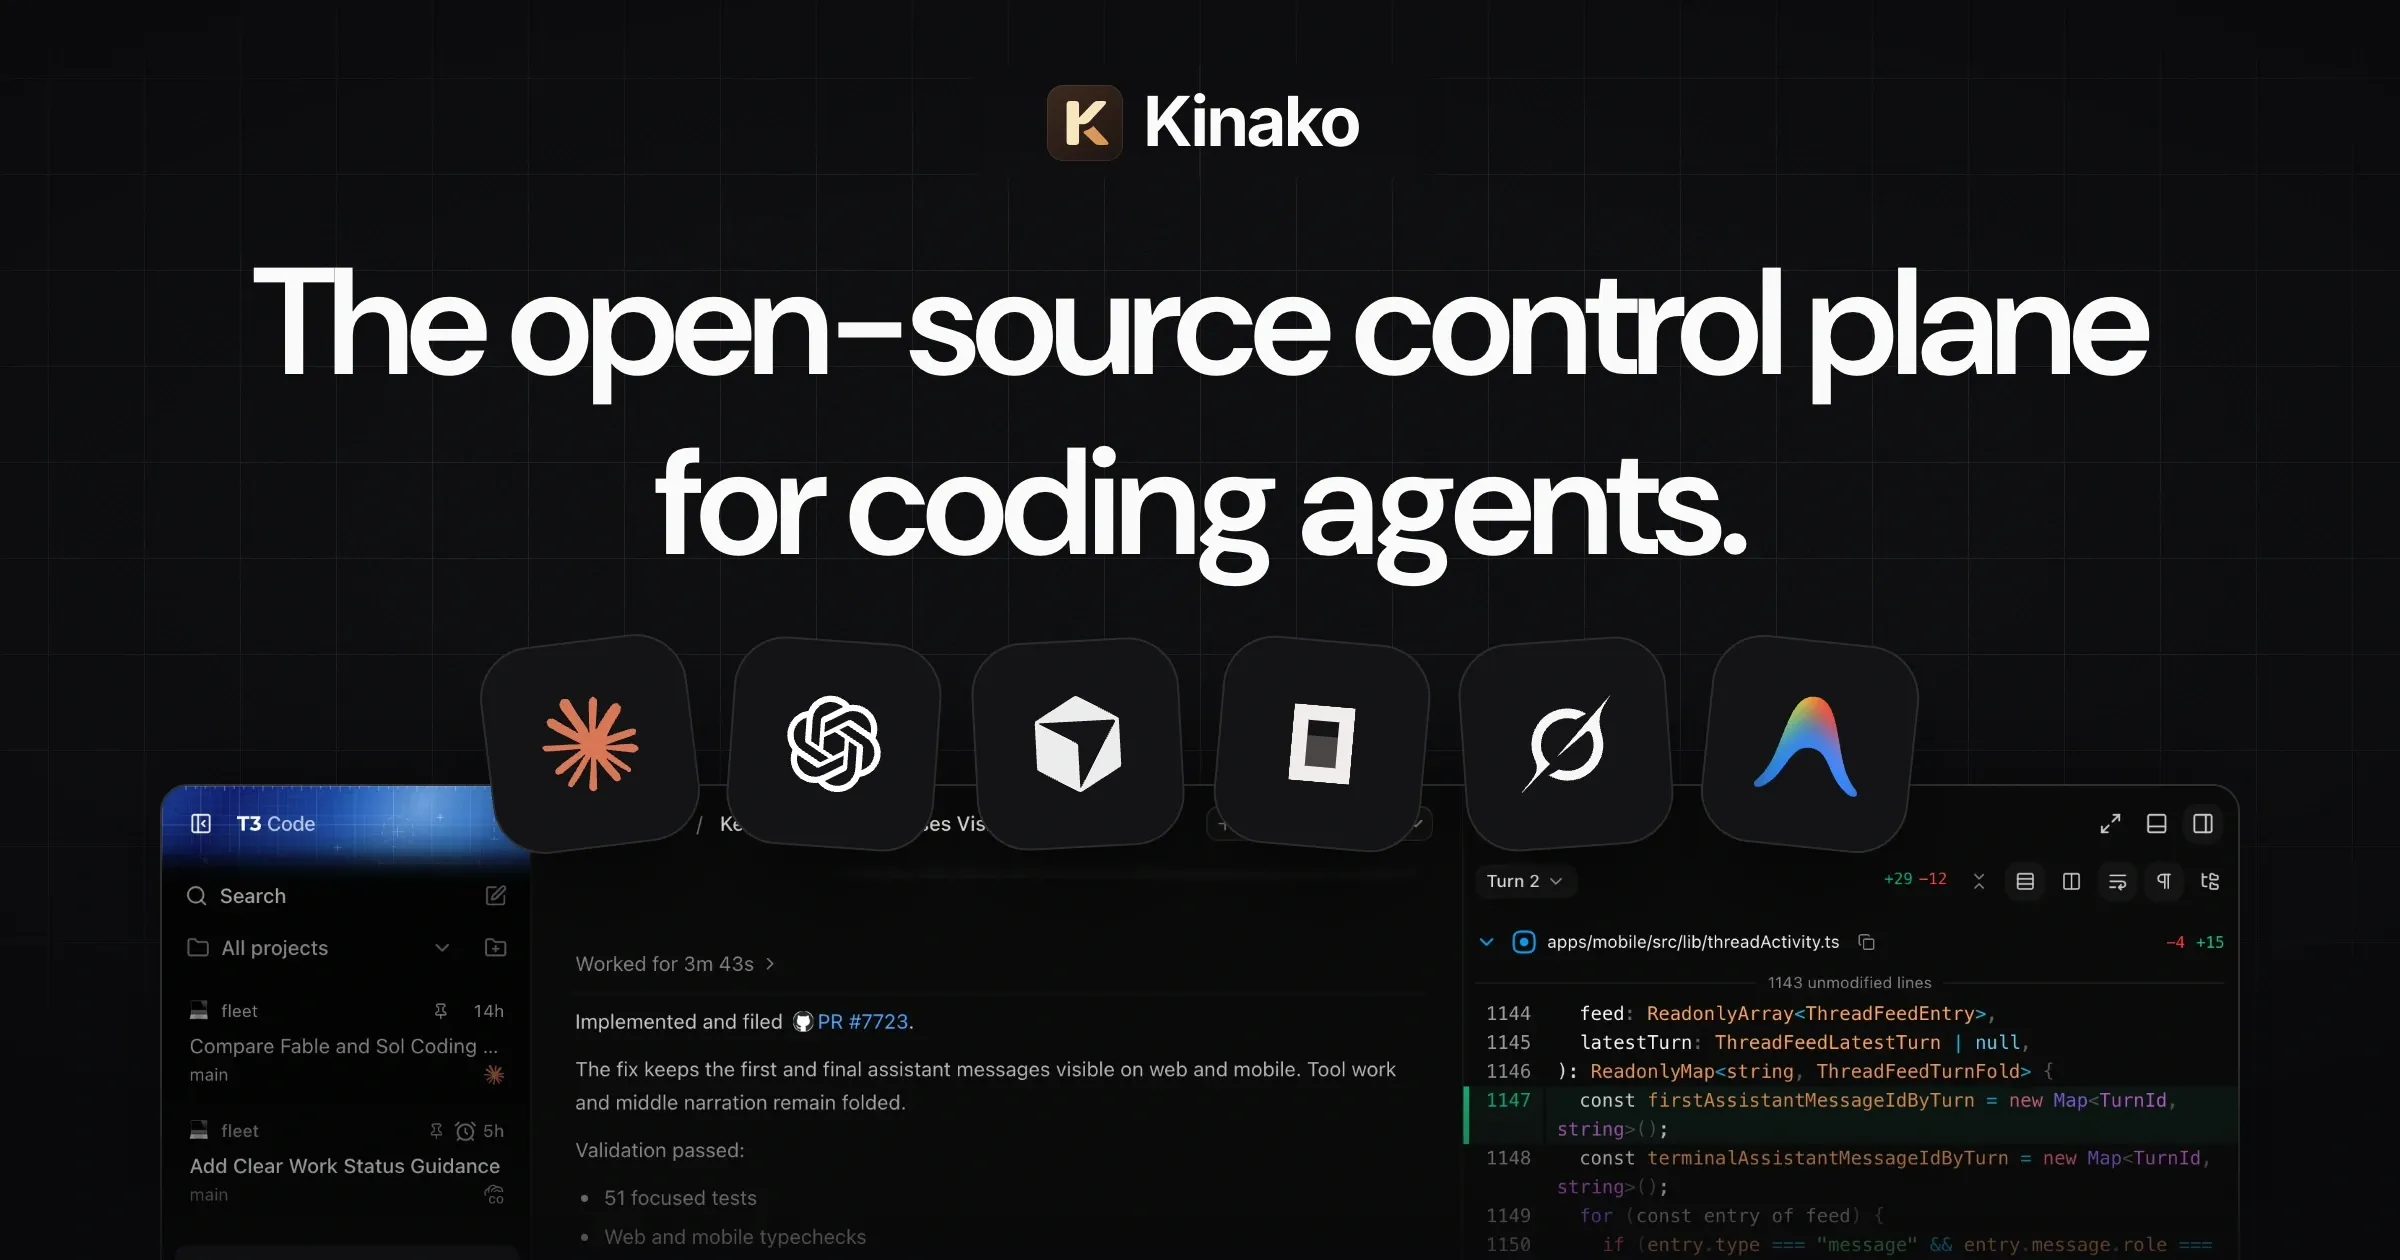 Kinako
The open-source control plane
for coding agents.
T3 Code
/
Search
All projects
fleet 14h
Compare Fable and Sol Coding ...
main
fleet 5h
Add Clear Work Status Guidance
main
Worked for 3m 43s
Implemented and filed PR #7723.
The fix keeps the first and final assistant messages visible on web and mobile. Tool work
and middle narration remain folded.
Validation passed:
• 51 focused tests
• Web and mobile typechecks
Turn 2
+29 −12
apps/mobile/src/lib/threadActivity.ts
−4 +15
1143 unmodified lines
1144 feed: ReadonlyArray<ThreadFeedEntry>,
1145 latestTurn: ThreadFeedLatestTurn | null,
1146 ): ReadonlyMap<string, ThreadFeedTurnFold> {
1147 const firstAssistantMessageIdByTurn = new Map<TurnId,
string>();
1148 const terminalAssistantMessageIdByTurn = new Map<TurnId,
string>();
1149 for (const entry of feed) {
1150 if (entry.type === "message" && entry.message.role ===